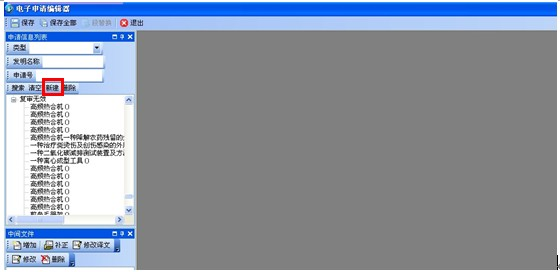 电子申请编辑器
保存 保存全部 转替换 退出
申请信息列表
类型
发明名称
申请号
搜索 清空 新建 删除
复审无效
高频热合机()
高频热合机()
高频热合机()
高频热合机()
高频热合机一种降解农药残留的
一种治疗烫烫伤及创伤感染的外
一种二氧化碳减排测试装置及方
一种离心成型工具()
高频热合机()
高频热合机()
高频热合机()
高频热合机()
高频热合机()
高频热合机()
中间文件
增加 补正 修改译文
修改 删除